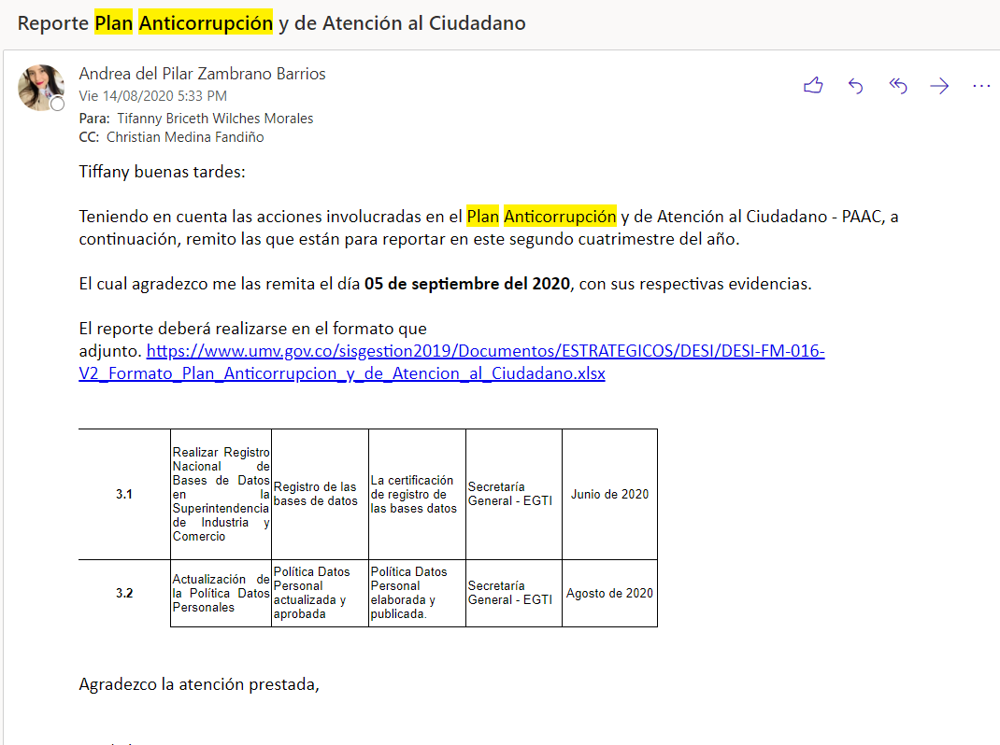 Reporte Plan Anticorrupción y de Atención al Ciudadano
Andrea del Pilar Zambrano Barrios
Vie 14/08/2020 5:33 PM
Para: Tifanny Briceth Wilches Morales
CC: Christian Medina Fandiño
Tiffany buenas tardes:
Teniendo en cuenta las acciones involucradas en el Plan Anticorrupción y de Atención al Ciudadano - PAAC, a
continuación, remito las que están para reportar en este segundo cuatrimestre del año.
El cual agradezco me las remita el día 05 de septiembre del 2020, con sus respectivas evidencias.
El reporte deberá realizarse en el formato que
adjunto. https://www.umv.gov.co/sisgestion2019/Documentos/ESTRATEGICOS/DESI/DESI-FM-016-
V2_Formato_Plan_Anticorrupcion_y_de_Atencion_al_Ciudadano.xlsx
3.1
Realizar Registro
Nacional de
Bases de Datos
en la
Superintendencia
de Industria y
Comercio
Registro de las
bases de datos
La certificación
de registro de
las bases datos
Secretaría
General - EGTI
Junio de 2020
3.2
Actualización de
la Política Datos
Personales
Política Datos
Personal
actualizada y
aprobada
Política Datos
Personal
elaborada y
publicada.
Secretaría
General - EGTI
Agosto de 2020
Agradezco la atención prestada,